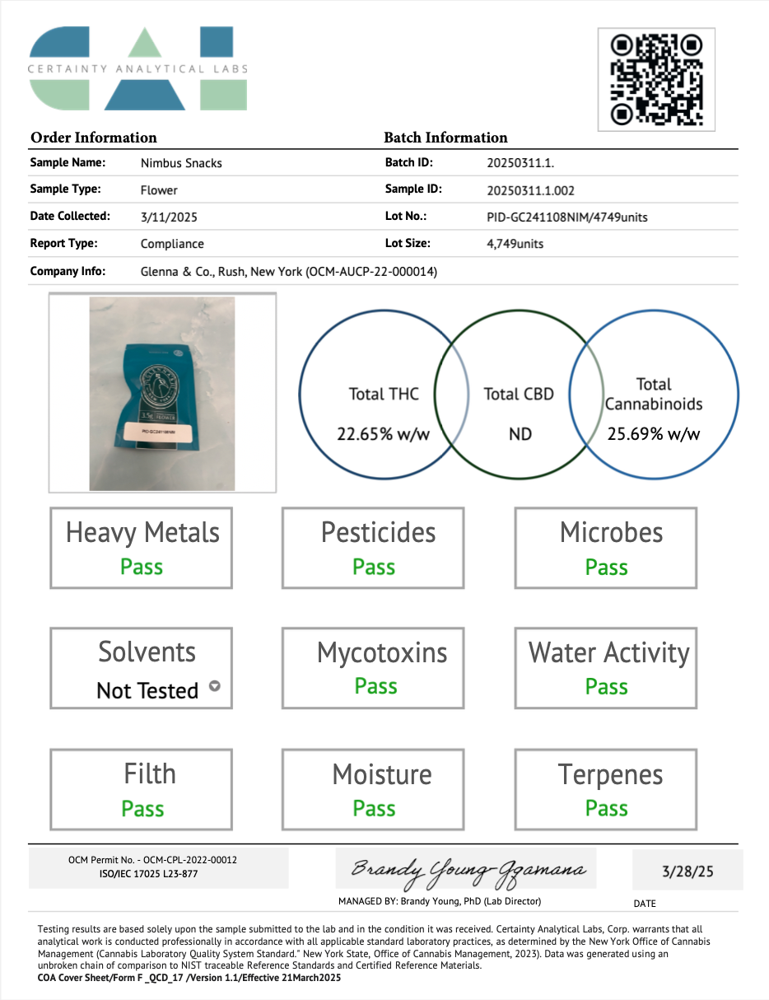 CERTAINTY ANALYTICAL LABS
Order Information
Batch Information
Sample Name: Nimbus Snacks
Batch ID: 20250311.1.
Sample Type: Flower
Sample ID: 20250311.1.002
Date Collected: 3/11/2025
Lot No.: PID-GC241108NIM/4749units
Report Type: Compliance
Lot Size: 4,749units
Company Info: Glenna & Co., Rush, New York (OCM-AUCP-22-000014)
3.5g FLOWER
PID-GC241108NIM
Total THC
22.65% w/w
Total CBD
ND
Total
Cannabinoids
25.69% w/w
Heavy Metals
Pass
Pesticides
Pass
Microbes
Pass
Solvents
Not Tested
Mycotoxins
Pass
Water Activity
Pass
Filth
Pass
Moisture
Pass
Terpenes
Pass
OCM Permit No. - OCM-CPL-2022-00012
ISO/IEC 17025 L23-877
Brandy Young-Gqamana
MANAGED BY: Brandy Young, PhD (Lab Director)
3/28/25
DATE
Testing results are based solely upon the sample submitted to the lab and in the condition it was received. Certainty Analytical Labs, Corp. warrants that all
analytical work is conducted professionally in accordance with all applicable standard laboratory practices, as determined by the New York Office of Cannabis
Management (Cannabis Laboratory Quality System Standard." New York State, Office of Cannabis Management, 2023). Data was generated using an
unbroken chain of comparison to NIST traceable Reference Standards and Certified Reference Materials.
COA Cover Sheet/Form F _QCD_17 /Version 1.1/Effective 21March2025